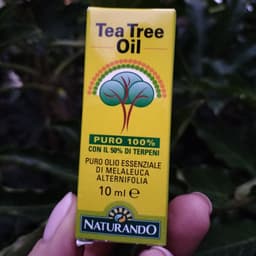 Tea Tree
Oil
PURO 100%
CON IL 50% DI TERPENI
PURO OLIO ESSENZIALE
DI MELALEUCA
ALTERNIFOLIA
10 ml e
NATURANDO